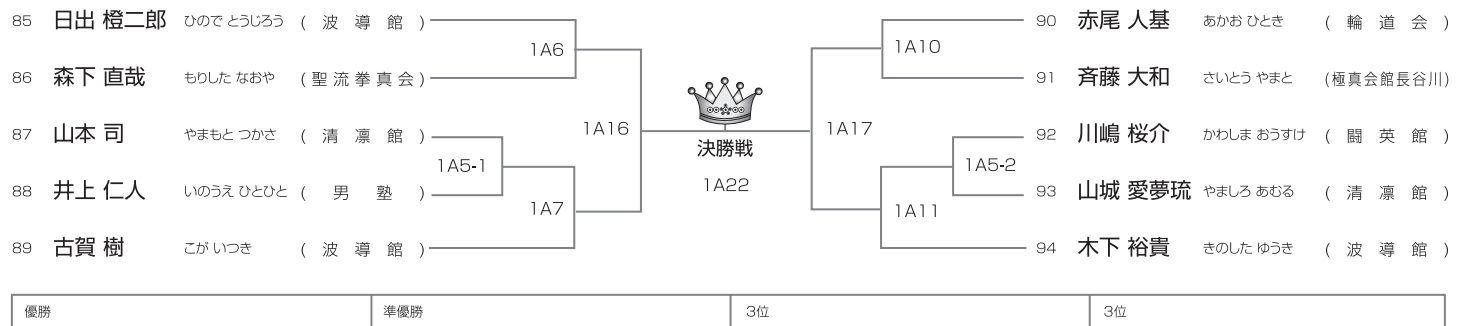 85 日出 橙二郎 ひので とうじろう ( 波 導 館 )
1A6
86 森下 直哉 もりした なおや ( 聖 流 拳 真 会 )
1A16
87 山本 司 やまもと つかさ ( 清 凛 館 )
1A5-1
88 井上 仁人 いのうえ ひとひと ( 男 塾 )
1A7
89 古賀 樹 こが いつき ( 波 導 館 )
決勝戦
1A22
90 赤尾 人基 あかお ひとき ( 輪 道 会 )
1A10
91 斉藤 大和 さいとう やまと (極真会館長谷川)
1A17
92 川嶋 桜介 かわしま おうすけ ( 闘 英 館 )
1A5-2
93 山城 愛夢琉 やましろ あむる ( 清 凛 館 )
1A11
94 木下 裕貴 きのした ゆうき ( 波 導 館 )
優勝 準優勝 3位 3位